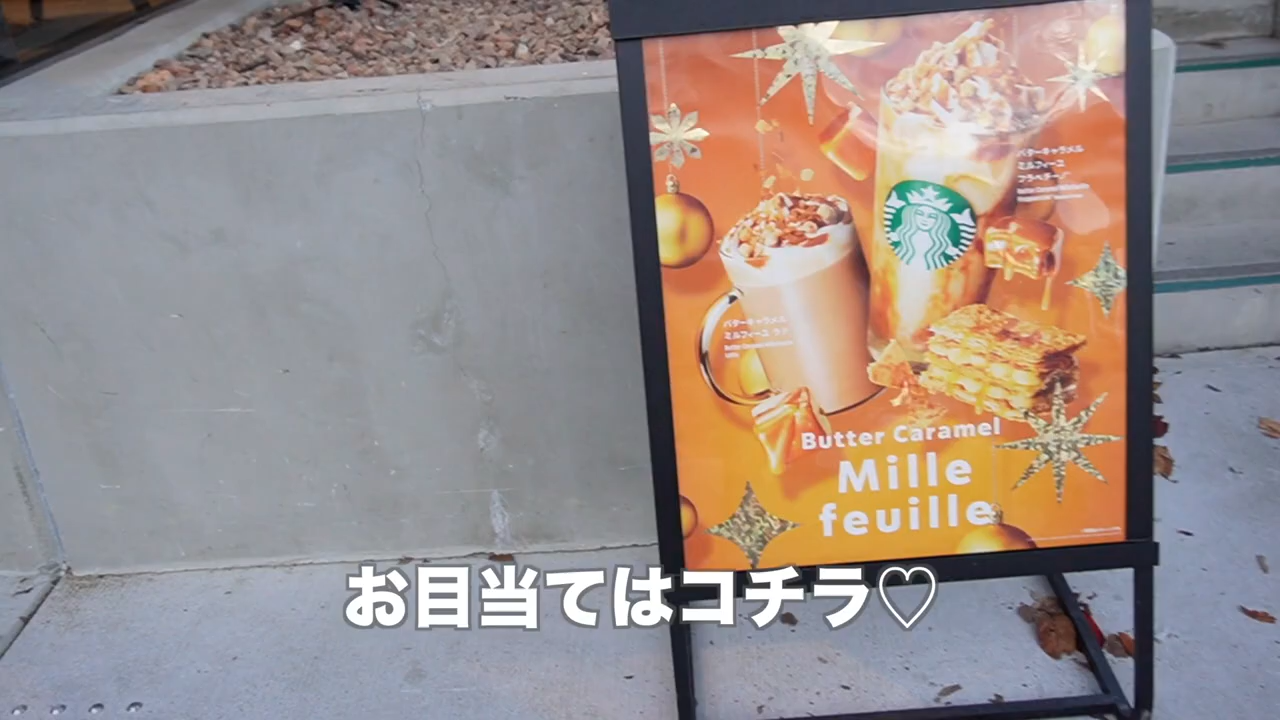 バターキャラメル
ミルフィーユ
フラペチーノ
バターキャラメル
ミルフィーユ ラテ
Butter Caramel
Mille
feuille
お目当てはコチラ♡